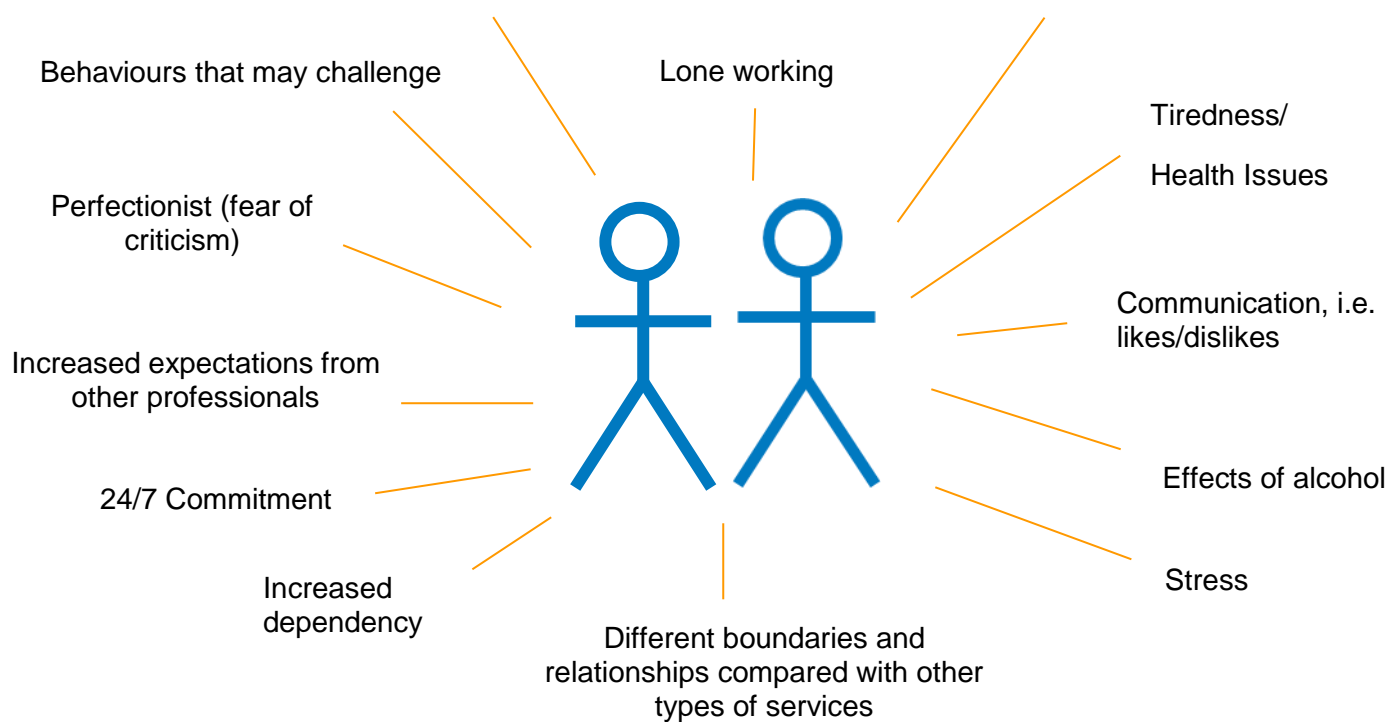 Behaviours that may challenge
Lone working
Tiredness/
Health Issues
Perfectionist (fear of
criticism)
Communication, i.e.
likes/dislikes
Increased expectations from
other professionals
Effects of alcohol
24/7 Commitment
Stress
Increased
dependency
Different boundaries and
relationships compared with other
types of services